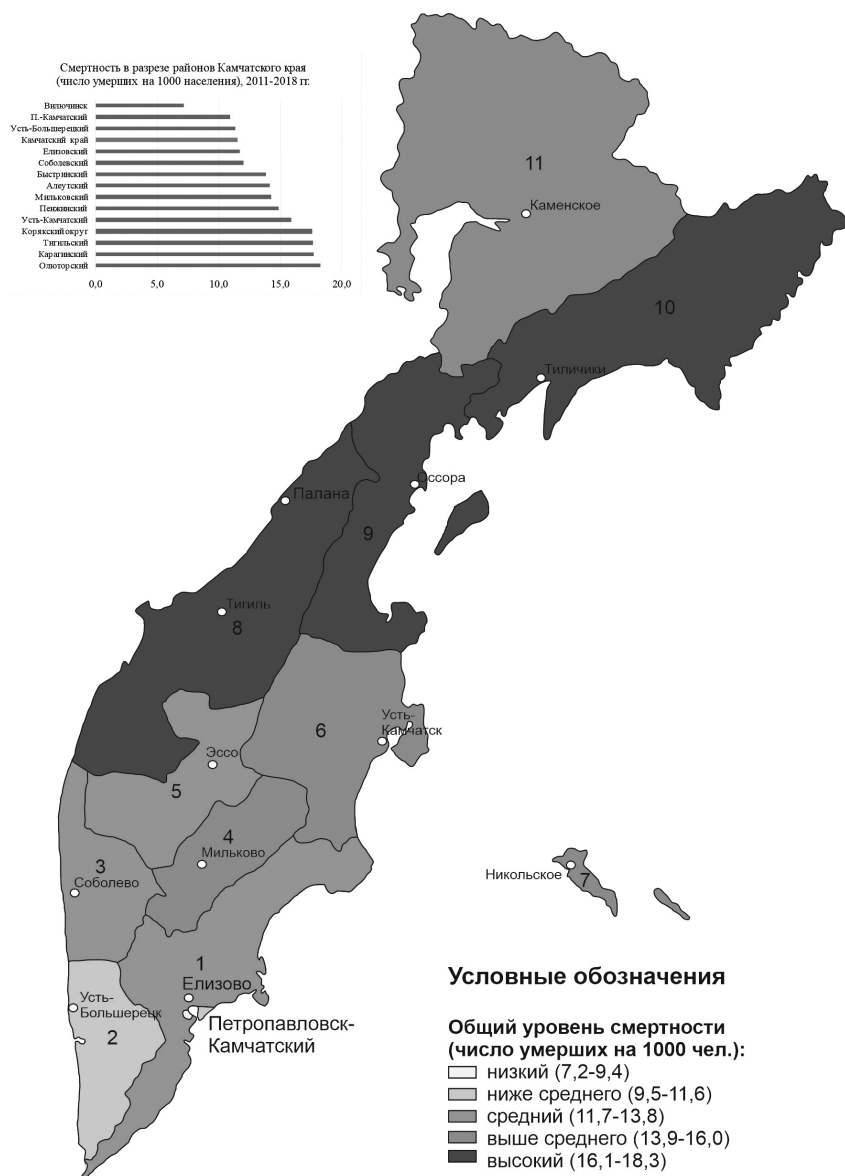 Смертность в разрезе районов Камчатского края
(число умерших на 1000 населения), 2011-2018 гг.
Вилючинск
П.-Камчатский
Усть-Большерецкий
Камчатский край
Елизовский
Соболевский
Быстринский
Алеутский
Мильковский
Пенжинский
Усть-Камчатский
Корякский округ
Тигильский
Карагинский
Олюторский
0,0 5,0 10,0 15,0 20,0
11
Каменское
10
Тиличики
Оссора
Палана
9
Тигиль
8
Усть-
Камчатск
6
Эссо
5
4
Мильково
3
Соболево
Никольское
7
1
Елизово
Усть-
Большерецк
2
Петропавловск-
Камчатский
Условные обозначения
Общий уровень смертности
(число умерших на 1000 чел.):
низкий (7,2-9,4)
ниже среднего (9,5-11,6)
средний (11,7-13,8)
выше среднего (13,9-16,0)
высокий (16,1-18,3)